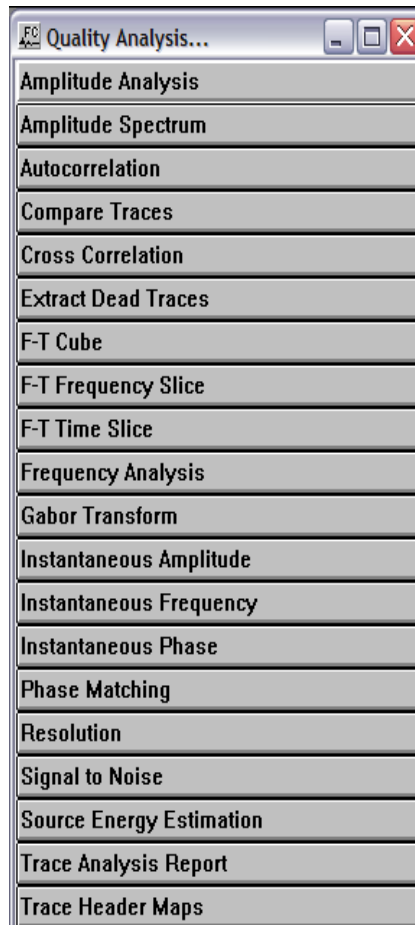 Quality Analysis...
Amplitude Analysis
Amplitude Spectrum
Autocorrelation
Compare Traces
Cross Correlation
Extract Dead Traces
F-T Cube
F-T Frequency Slice
F-T Time Slice
Frequency Analysis
Gabor Transform
Instantaneous Amplitude
Instantaneous Frequency
Instantaneous Phase
Phase Matching
Resolution
Signal to Noise
Source Energy Estimation
Trace Analysis Report
Trace Header Maps